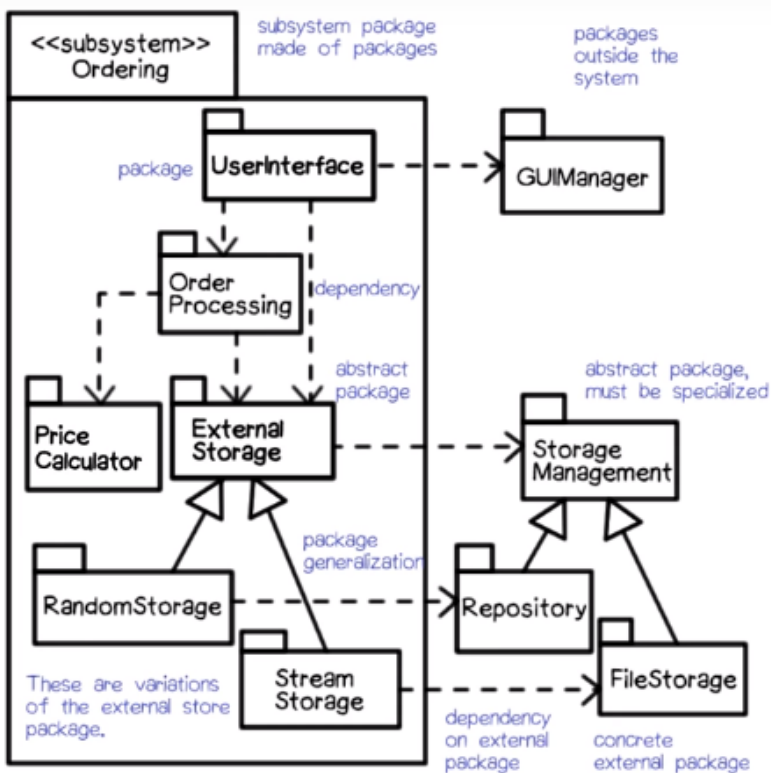 <<subsystem>>
Ordering
subsystem package
made of packages
packages
outside the
system
package
UserInterface
GUIManager
Order
Processing
dependency
abstract
package
abstract package,
must be specialized
Price
Calculator
External
Storage
Storage
Management
package
generalization
RandomStorage
Repository
Stream
Storage
FileStorage
These are variations
of the external store
package.
dependency
on external
package
concrete
external package